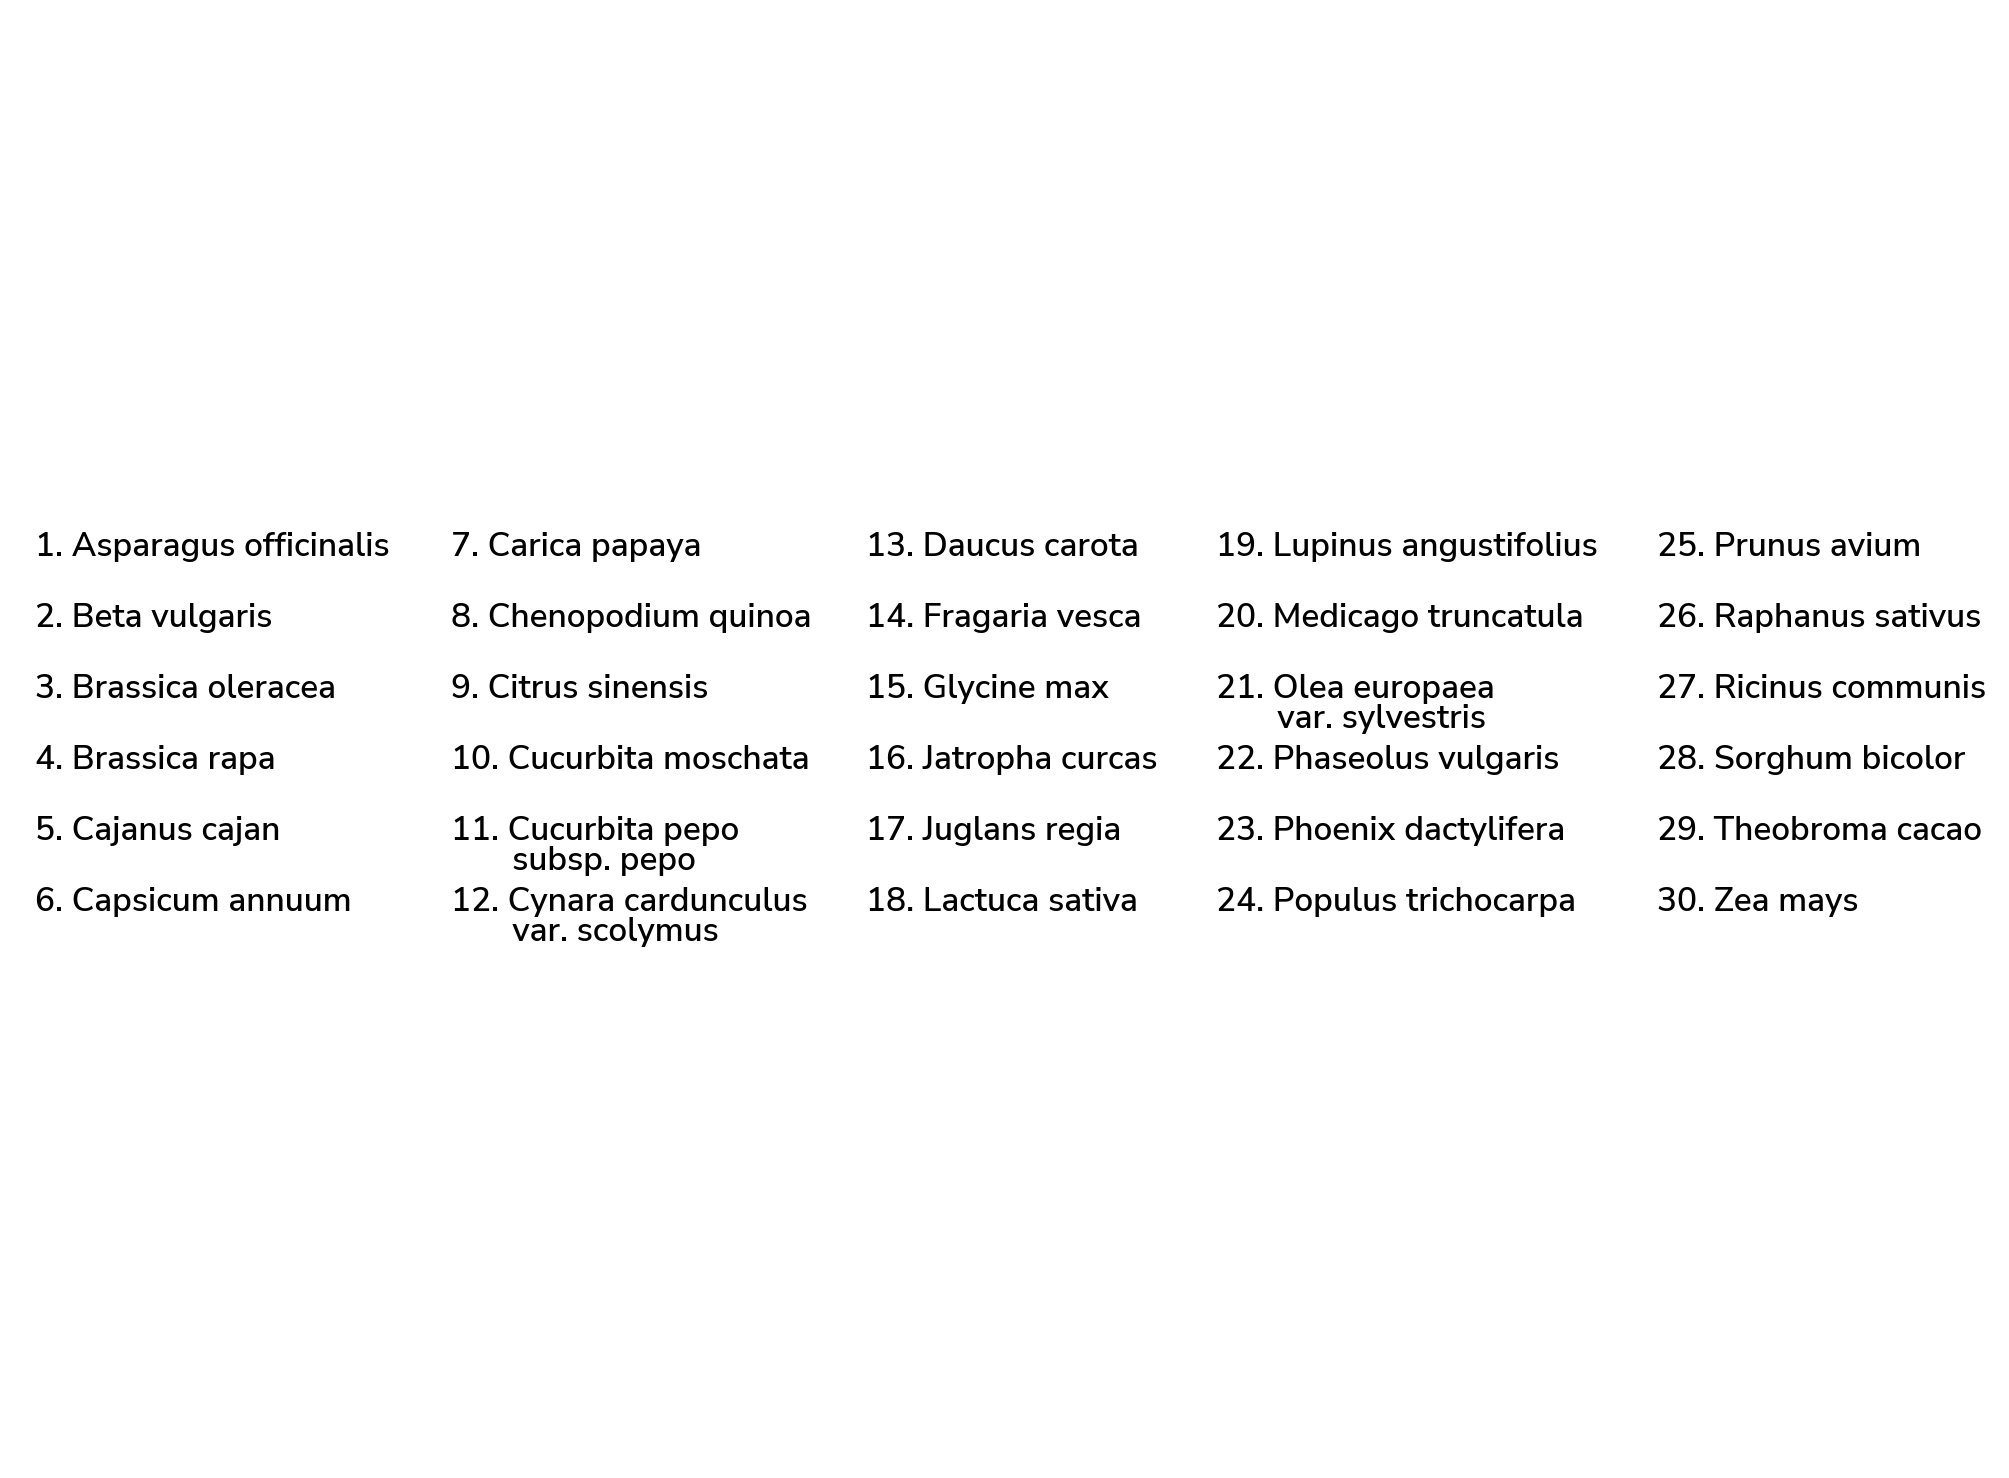 1. Asparagus officinalis
2. Beta vulgaris
3. Brassica oleracea
4. Brassica rapa
5. Cajanus cajan
6. Capsicum annuum
7. Carica papaya
8. Chenopodium quinoa
9. Citrus sinensis
10. Cucurbita moschata
11. Cucurbita pepo
subsp. pepo
12. Cynara cardunculus
var. scolymus
13. Daucus carota
14. Fragaria vesca
15. Glycine max
16. Jatropha curcas
17. Juglans regia
18. Lactuca sativa
19. Lupinus angustifolius
20. Medicago truncatula
21. Olea europaea
var. sylvestris
22. Phaseolus vulgaris
23. Phoenix dactylifera
24. Populus trichocarpa
25. Prunus avium
26. Raphanus sativus
27. Ricinus communis
28. Sorghum bicolor
29. Theobroma cacao
30. Zea mays